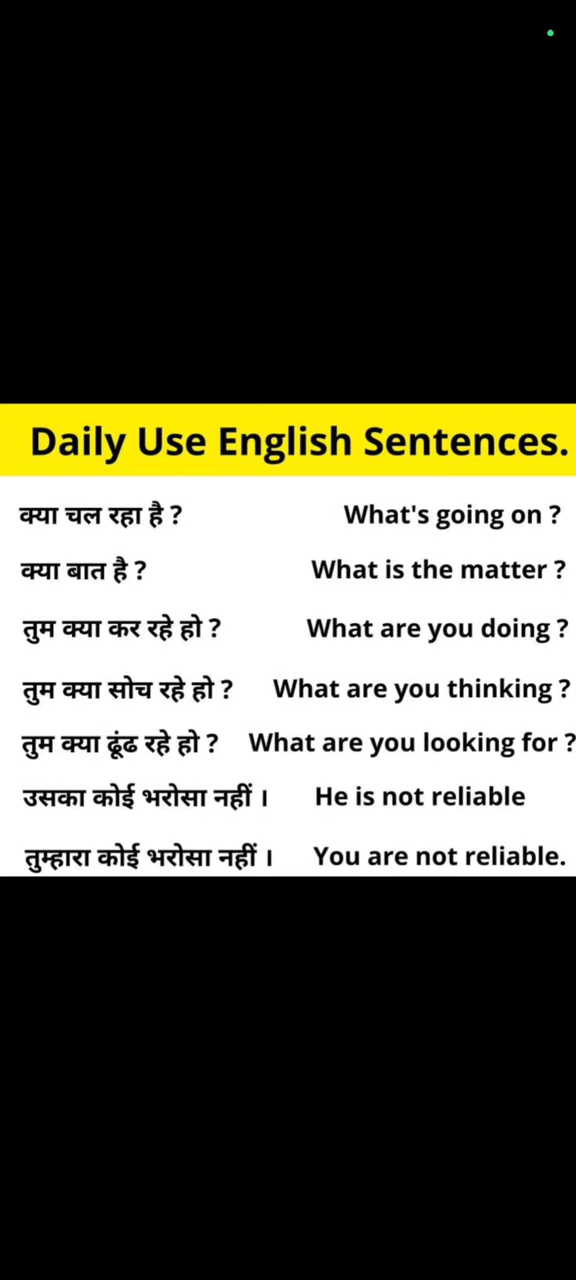 Daily Use English Sentences.
क्या चल रहा है ? What's going on ?
क्या बात है ? What is the matter ?
तुम क्या कर रहे हो ? What are you doing ?
तुम क्या सोच रहे हो ? What are you thinking ?
तुम क्या ढूंढ रहे हो ? What are you looking for ?
उसका कोई भरोसा नहीं । He is not reliable
तुम्हारा कोई भरोसा नहीं । You are not reliable.